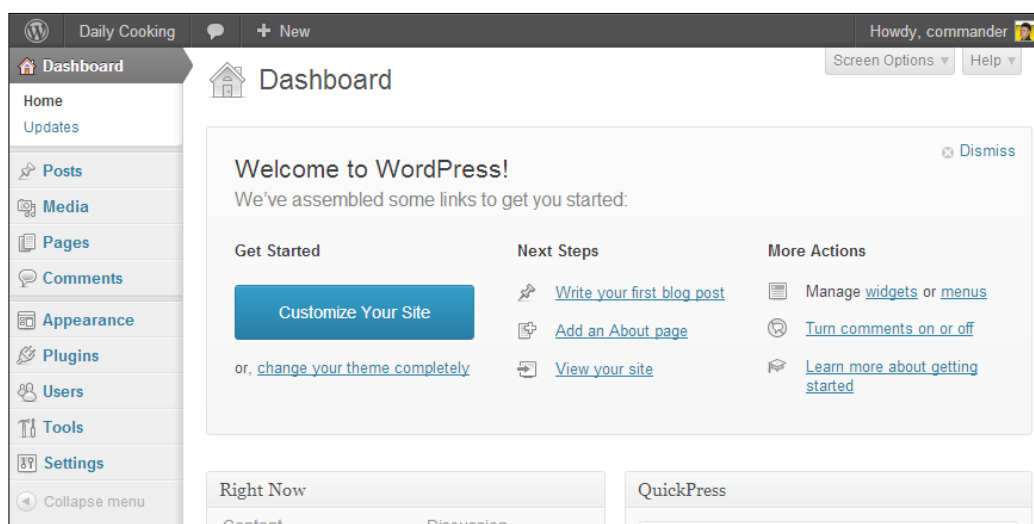 Daily Cooking
+ New
Howdy, commander
Dashboard
Home
Updates
Posts
Media
Pages
Comments
Appearance
Plugins
Users
Tools
Settings
Collapse menu
Screen Options
Help
Dashboard
Dismiss
Welcome to WordPress!
We've assembled some links to get you started:
Get Started
Customize Your Site
or, change your theme completely
Next Steps
Write your first blog post
Add an About page
View your site
More Actions
Manage widgets or menus
Turn comments on or off
Learn more about getting
started
Right Now
Content
Discussion
QuickPress